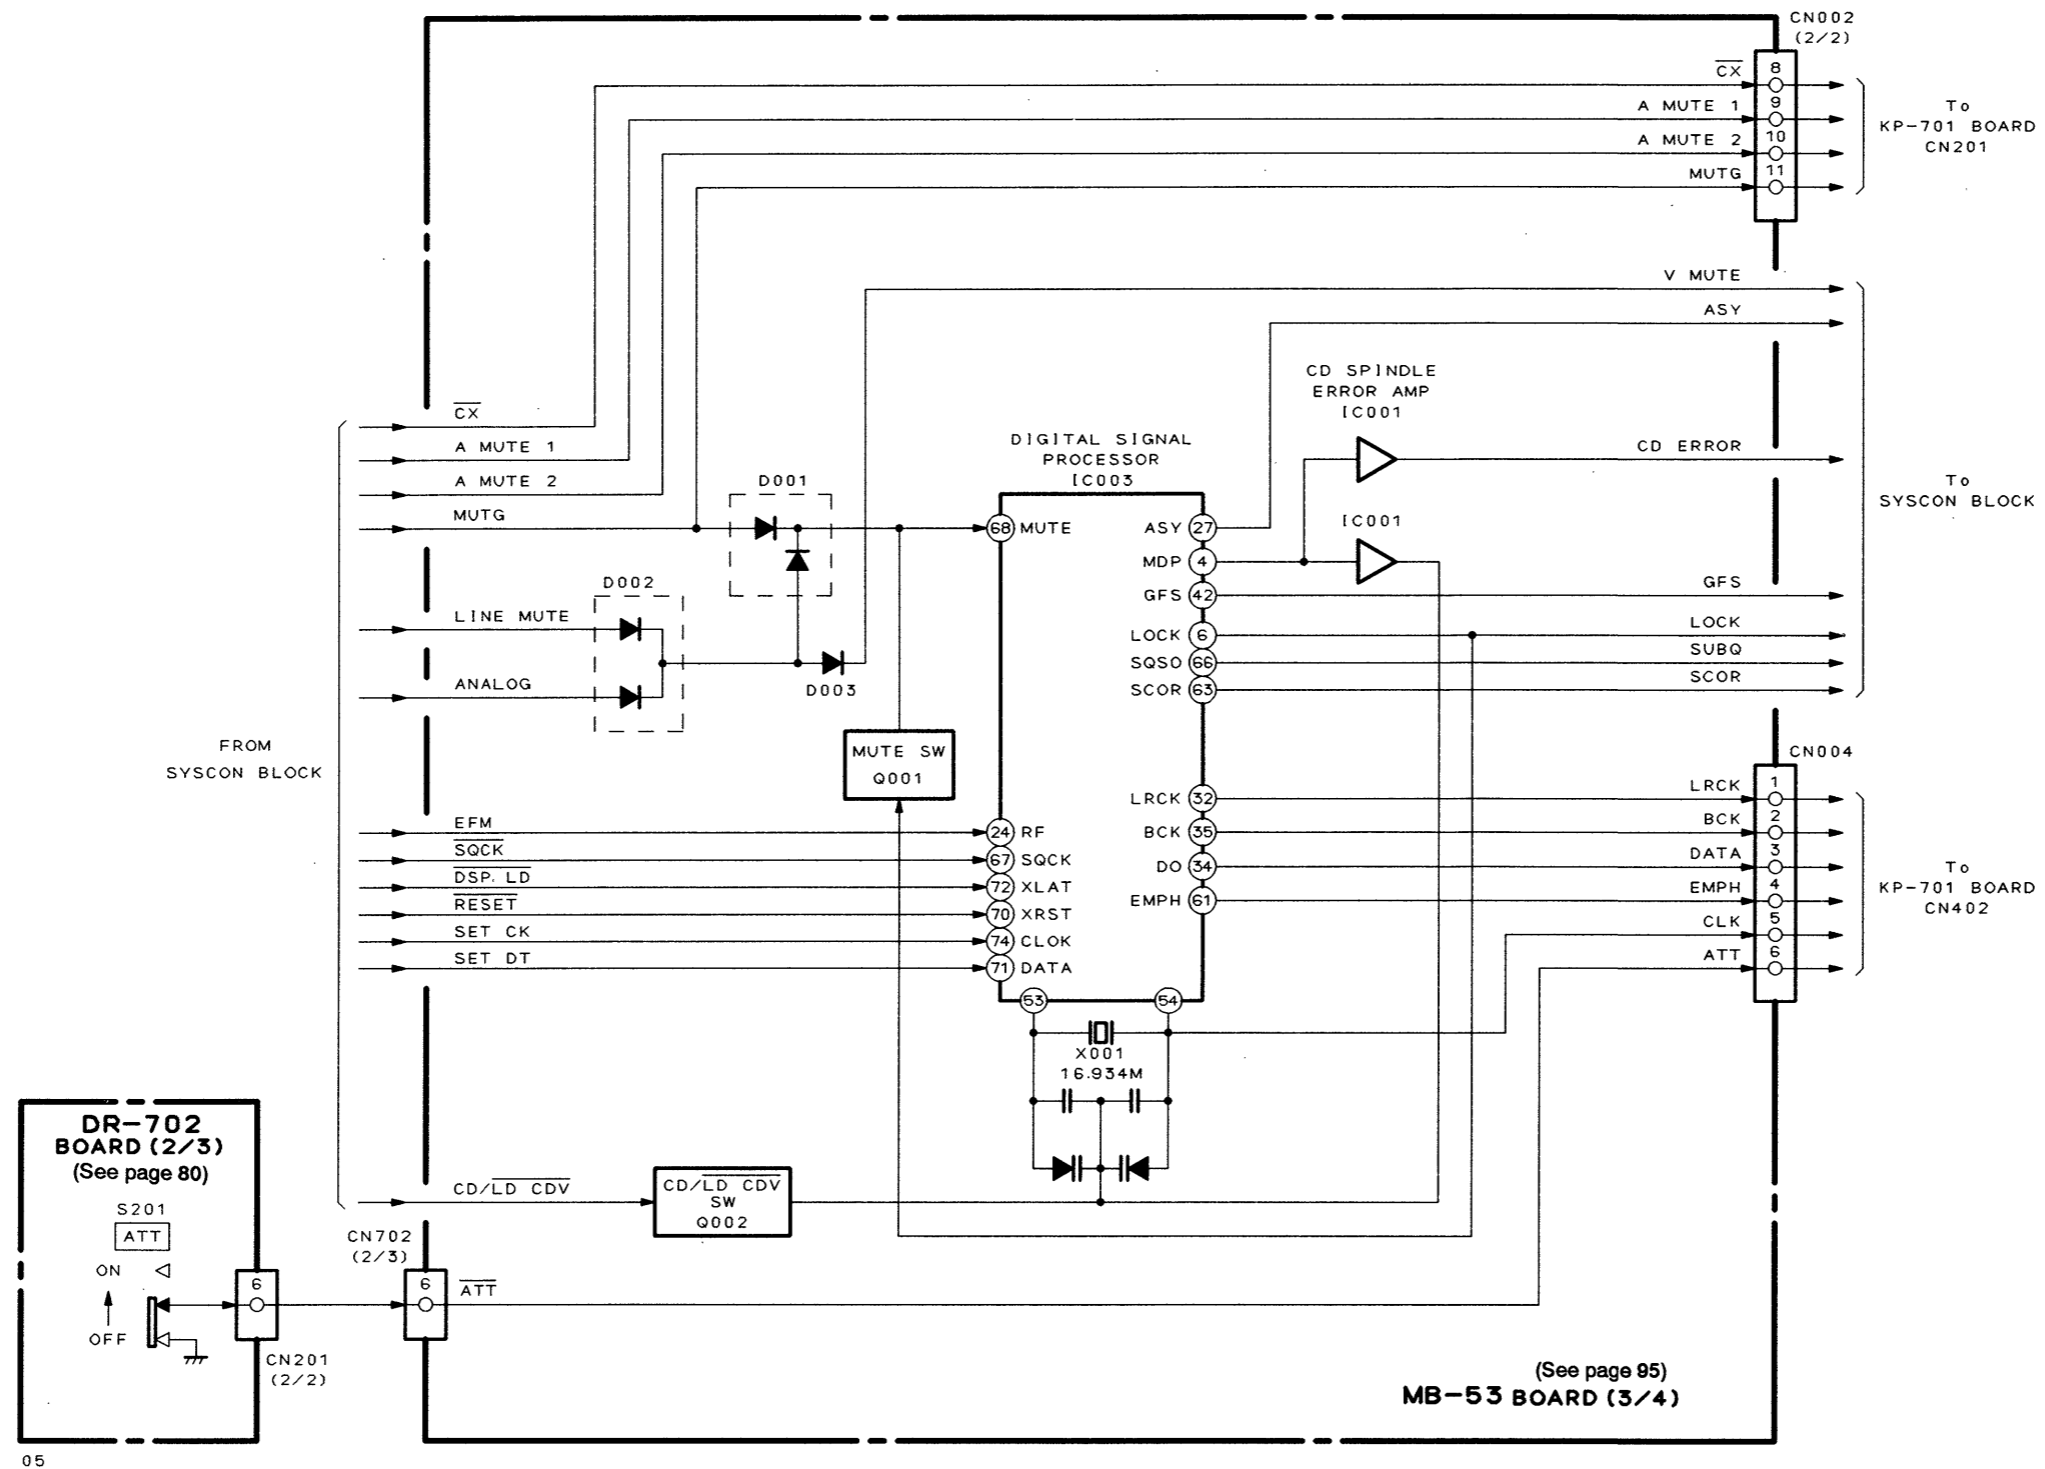 CN002
(2/2)
CX
8
A MUTE 1
9
A MUTE 2
10
MUTG
11
To
KP-701 BOARD
CN201
V MUTE
ASY
CD SPINDLE
ERROR AMP
IC001
CD ERROR
IC001
GFS
LOCK
SUBQ
SCOR
To
SYSCON BLOCK
CX
A MUTE 1
A MUTE 2
MUTG
LINE MUTE
ANALOG
D001
D002
D003
FROM
SYSCON BLOCK
MUTE SW
Q001
EFM
SQCK
DSP. LD
RESET
SET CK
SET DT
DIGITAL SIGNAL
PROCESSOR
IC003
68 MUTE
24 RF
67 SQCK
72 XLAT
70 XRST
74 CLOK
71 DATA
ASY 27
MDP 4
GFS 42
LOCK 6
SQSO 66
SCOR 63
LRCK 32
BCK 35
DO 34
EMPH 61
53
54
X001
16.934M
CN004
LRCK
1
BCK
2
DATA
3
EMPH
4
CLK
5
ATT
6
To
KP-701 BOARD
CN402
CD/LD CDV
CD/LD CDV
SW
Q002
DR-702
BOARD (2/3)
(See page 80)
S201
ATT
ON
OFF
6
CN201
(2/2)
CN702
(2/3)
6
ATT
(See page 95)
MB-53 BOARD (3/4)
05